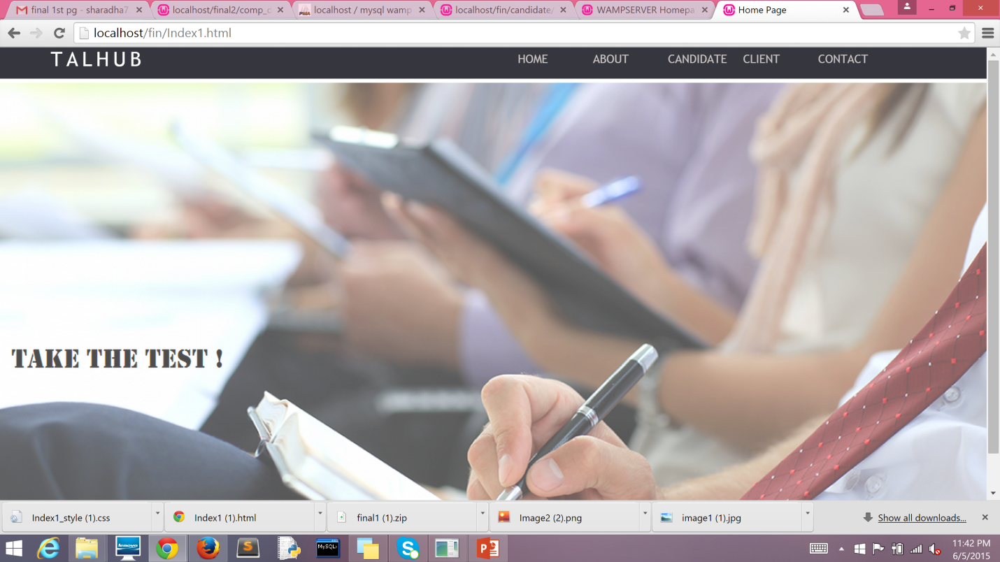 final 1st pg - sharadha7
localhost/final2/comp_d
localhost / mysql wamp
localhost/fin/candidate/
WAMPSERVER Homepa
Home Page
localhost/fin/Index1.html
TALHUB
HOME ABOUT CANDIDATE CLIENT CONTACT
TAKE THE TEST !
Index1_style (1).css
Index1 (1).html
final1 (1).zip
Image2 (2).png
image1 (1).jpg
Show all downloads...
lenovo
MySQL>
11:42 PM
6/5/2015